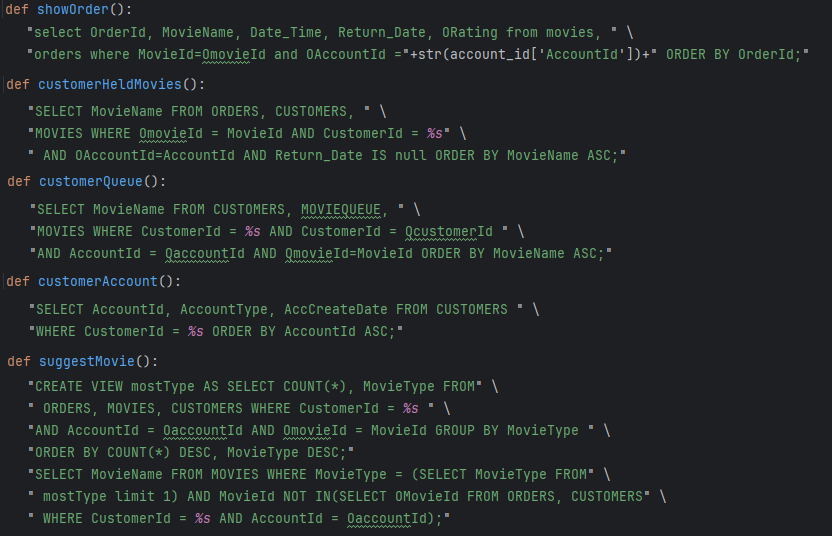 def showOrder():
"select OrderId, MovieName, Date_Time, Return_Date, ORating from movies, " \
"orders where MovieId=OmovieId and OAccountId ="+str(account_id['AccountId'])+" ORDER BY OrderId;"
def customerHeldMovies():
"SELECT MovieName FROM ORDERS, CUSTOMERS, " \
"MOVIES WHERE OmovieId = MovieId AND CustomerId = %s" \
" AND OAccountId=AccountId AND Return_Date IS null ORDER BY MovieName ASC;"
def customerQueue():
"SELECT MovieName FROM CUSTOMERS, MOVIEQUEUE, " \
"MOVIES WHERE CustomerId = %s AND CustomerId = QcustomerId " \
"AND AccountId = QaccountId AND QmovieId=MovieId ORDER BY MovieName ASC;"
def customerAccount():
"SELECT AccountId, AccountType, AccCreateDate FROM CUSTOMERS " \
"WHERE CustomerId = %s ORDER BY AccountId ASC;"
def suggestMovie():
"CREATE VIEW mostType AS SELECT COUNT(*), MovieType FROM" \
" ORDERS, MOVIES, CUSTOMERS WHERE CustomerId = %s " \
"AND AccountId = OaccountId AND OmovieId = MovieId GROUP BY MovieType " \
"ORDER BY COUNT(*) DESC, MovieType DESC;"
"SELECT MovieName FROM MOVIES WHERE MovieType = (SELECT MovieType FROM" \
" mostType limit 1) AND MovieId NOT IN(SELECT OMovieId FROM ORDERS, CUSTOMERS" \
" WHERE CustomerId = %s AND AccountId = OaccountId);"